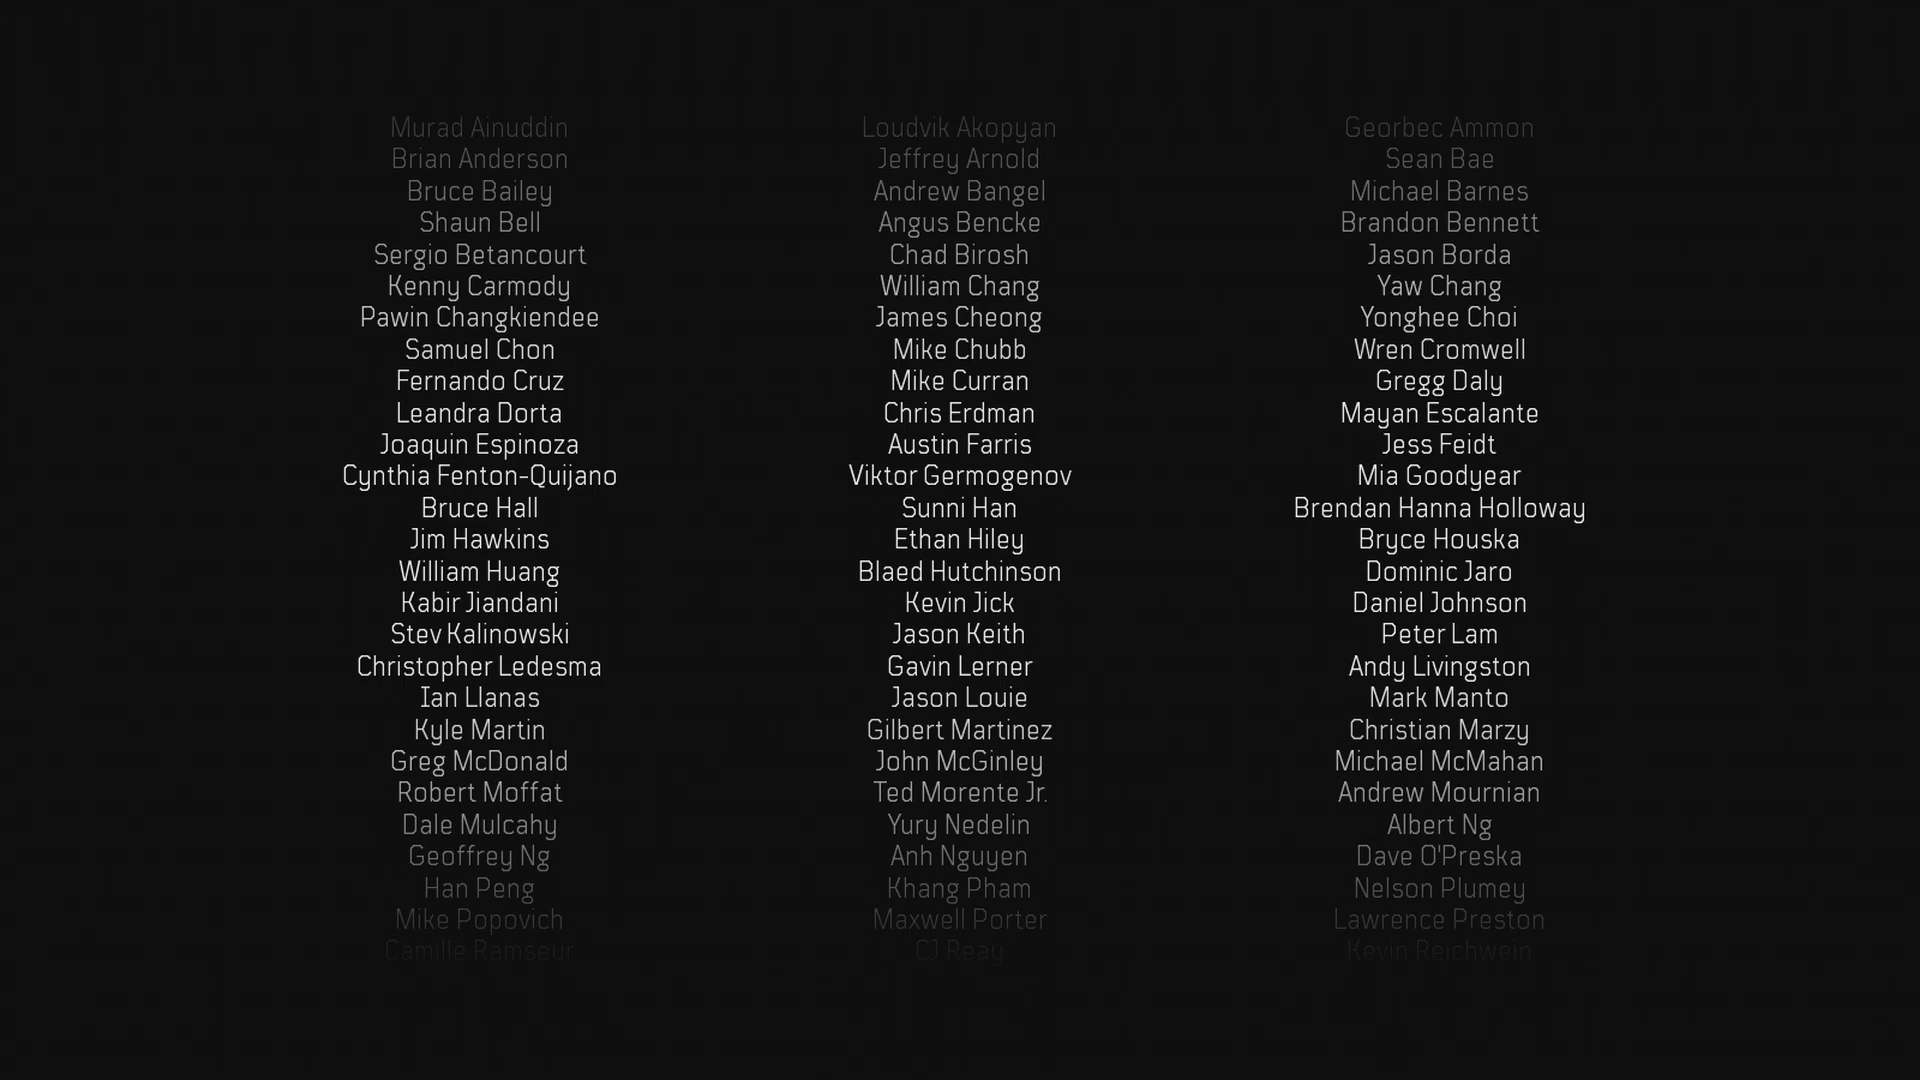 Murad Ainuddin Loudvik Akopyan Georbec Ammon
Brian Anderson Jeffrey Arnold Sean Bae
Bruce Bailey Andrew Bangel Michael Barnes
Shaun Bell Angus Bencke Brandon Bennett
Sergio Betancourt Chad Birosh Jason Borda
Kenny Carmody William Chang Yaw Chang
Pawin Changkiendee James Cheong Yonghee Choi
Samuel Chon Mike Chubb Wren Cromwell
Fernando Cruz Mike Curran Gregg Daly
Leandra Dorta Chris Erdman Mayan Escalante
Joaquin Espinoza Austin Farris Jess Feidt
Cynthia Fenton-Quijano Viktor Germogenov Mia Goodyear
Bruce Hall Sunni Han Brendan Hanna Holloway
Jim Hawkins Ethan Hiley Bryce Houska
William Huang Blaed Hutchinson Dominic Jaro
Kabir Jiandani Kevin Jick Daniel Johnson
Stev Kalinowski Jason Keith Peter Lam
Christopher Ledesma Gavin Lerner Andy Livingston
Ian Llanas Jason Louie Mark Manto
Kyle Martin Gilbert Martinez Christian Marzy
Greg McDonald John McGinley Michael McMahan
Robert Moffat Ted Morente Jr. Andrew Mournian
Dale Mulcahy Yury Nedelin Albert Ng
Geoffrey Ng Anh Nguyen Dave O'Preska
Han Peng Khang Pham Nelson Plumey
Mike Popovich Maxwell Porter Lawrence Preston
Camille Ramseur CJ Reay Kevin Reichwein